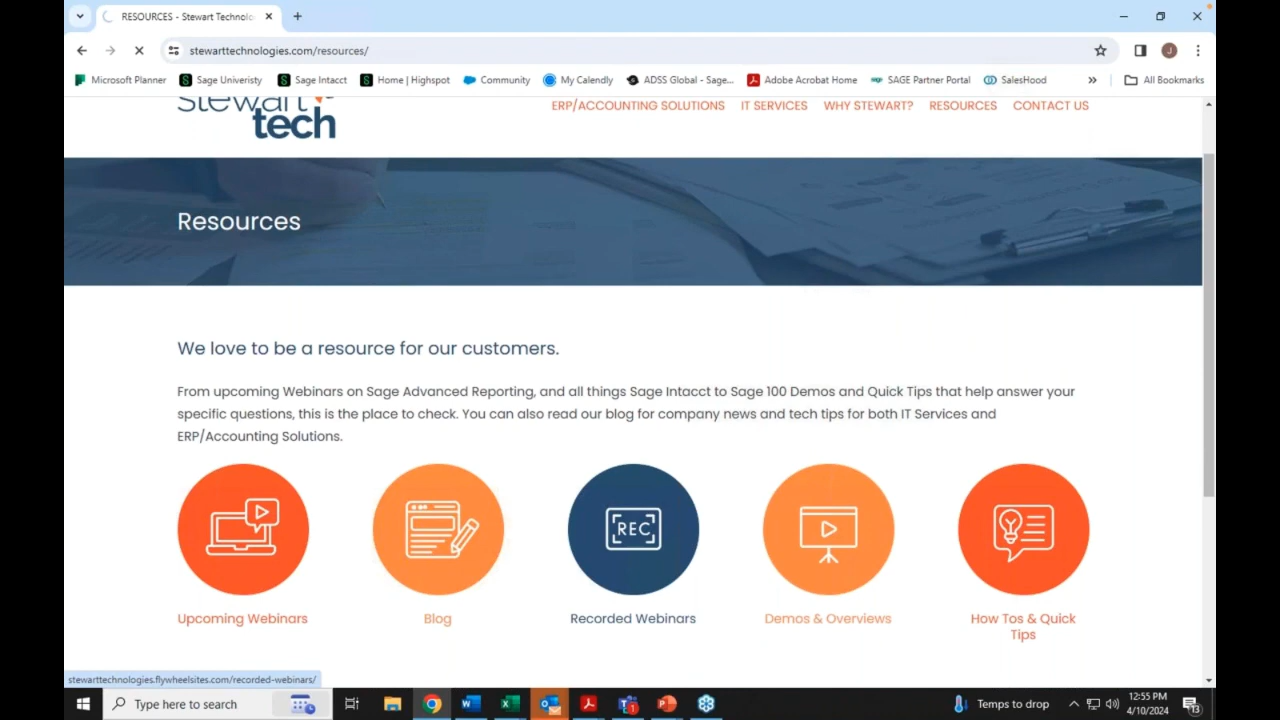 RESOURCES - Stewart Technolo
stewarttechnologies.com/resources/
Microsoft Planner
Sage Univeristy
Sage Intacct
Home | Highspot
Community
My Calendly
ADSS Global - Sage...
Adobe Acrobat Home
SAGE Partner Portal
SalesHood
»
All Bookmarks
stewart
tech
ERP/ACCOUNTING SOLUTIONS IT SERVICES WHY STEWART? RESOURCES CONTACT US
Resources
We love to be a resource for our customers.
From upcoming Webinars on Sage Advanced Reporting, and all things Sage Intacct to Sage 100 Demos and Quick Tips that help answer your
specific questions, this is the place to check. You can also read our blog for company news and tech tips for both IT Services and
ERP/Accounting Solutions.
REC
Upcoming Webinars
Blog
Recorded Webinars
Demos & Overviews
How Tos & Quick
Tips
stewarttechnologies.flywheelsites.com/recorded-webinars/
Type here to search
Temps to drop
12:55 PM
4/10/2024
13